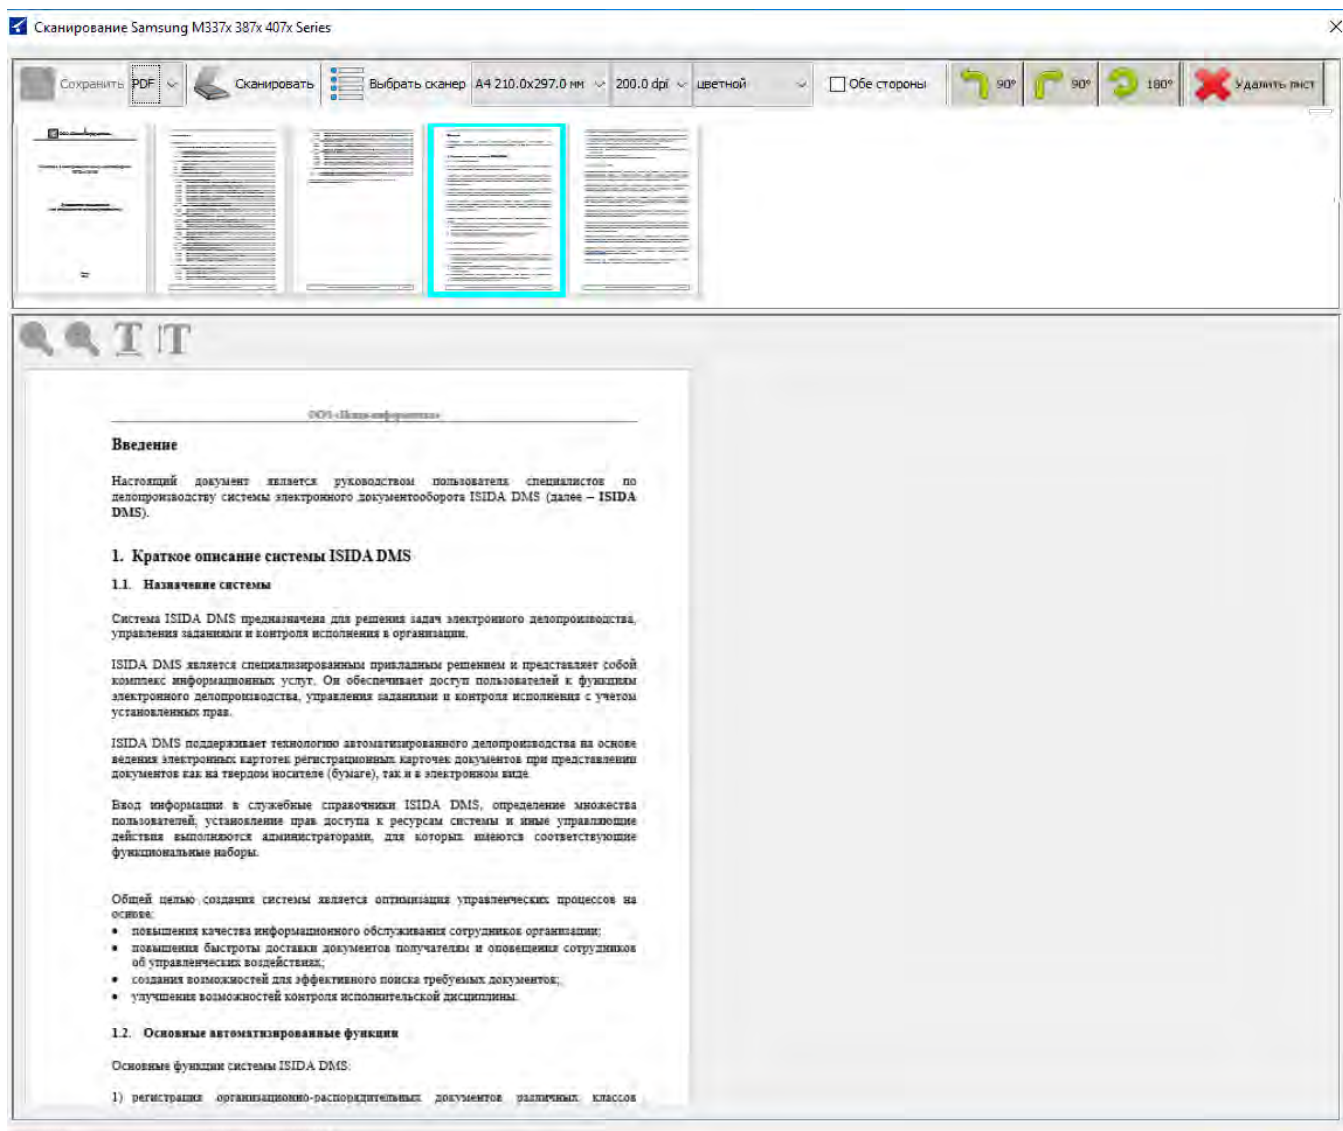 Сканирование Samsung M337x 387x 407x Series
Сохранить PDF Сканировать Выбрать сканер A4 210.0x297.0 мм 200.0 dpi цветной Обе стороны 90° 90° 180° Удалить лист
Введение
Настоящий документ является руководством пользователя специалистов по
делопроизводству системы электронного документооборота ISIDA DMS (далее – ISIDA
DMS).
1. Краткое описание системы ISIDA DMS
1.1. Назначение системы
Система ISIDA DMS предназначена для решения задач электронного делопроизводства,
управления заданиями и контроля исполнения в организации.
ISIDA DMS является специализированным прикладным решением и представляет собой
комплекс информационных услуг. Он обеспечивает доступ пользователей к функциям
электронного делопроизводства, управления заданиями и контроля исполнения с учетом
установленных прав.
ISIDA DMS поддерживает технологию автоматизированного делопроизводства на основе
ведения электронных картотек регистрационных карточек документов при представлении
документов как на твердом носителе (бумаге), так и в электронном виде.
Ввод информации в служебные справочники ISIDA DMS, определение множества
пользователей, установление прав доступа к ресурсам системы и иные управляющие
действия выполняются администраторами, для которых имеются соответствующие
функциональные наборы.
Общей целью создания системы является оптимизация управленческих процессов на
основе:
• повышения качества информационного обслуживания сотрудников организации;
• повышения быстроты доставки документов получателям и оповещения сотрудников
об управленческих воздействиях;
• создания возможностей для эффективного поиска требуемых документов;
• улучшения возможностей контроля исполнительской дисциплины.
1.2. Основные автоматизированные функции
Основные функции системы ISIDA DMS:
1) регистрация организационно-распорядительных документов различных классов